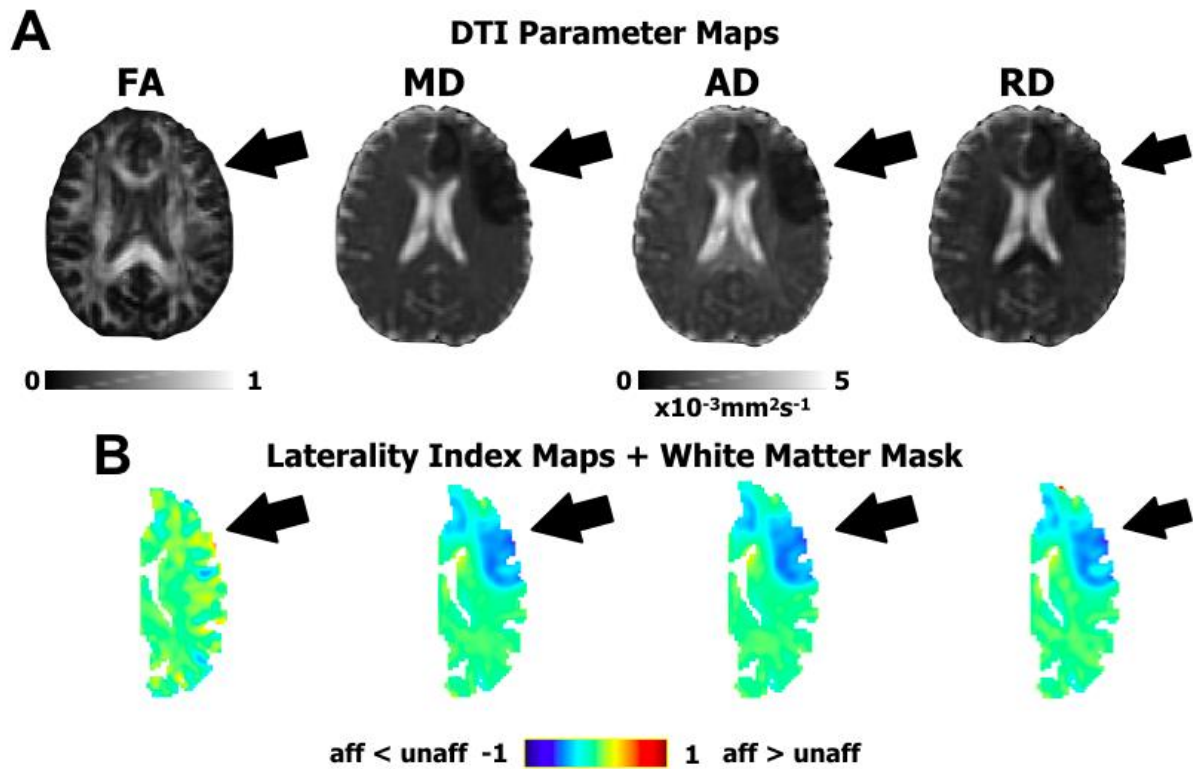 A
DTI Parameter Maps
FA MD AD RD
0 1 0 5
x10⁻³mm²s⁻¹
B
Laterality Index Maps + White Matter Mask
aff < unaff -1 1 aff > unaff